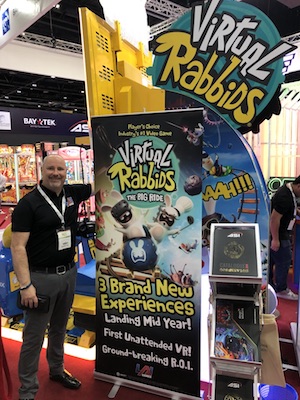 Virtual
Rabbids
BAY TEK
Player's Choice
Industry's #1 Video Game
Virtual
Rabbids
THE BIG RIDE
AAAHH!!!
3 Brand New
Experiences
Landing Mid Year!
First Unattended VR!
Ground-breaking R.O.I.